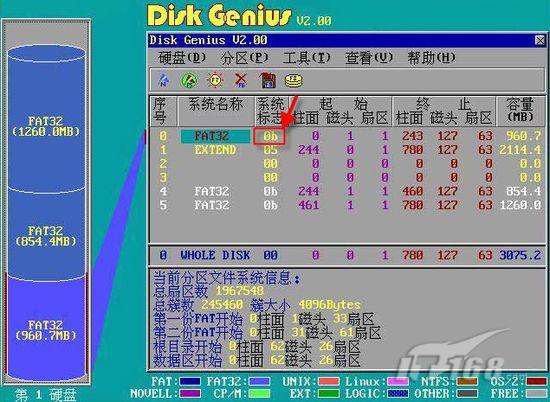 Disk Genius V2.00
Disk Genius V2.00
硬盘(D) 分区(P) 工具(T) 查看(U) 帮助(H)
序号 系统名称 系统标志 起始 柱面 磁头 扇区 终止 柱面 磁头 扇区 容量(MB)
0 FAT32 0b 0 1 1 243 127 63 960.7
1 EXTEND 05 244 0 1 780 127 63 2114.4
2 00 0 0 0 0 0 0
3 00 0 0 0 0 0 0
4 FAT32 0b 244 1 1 460 127 63 854.4
5 FAT32 0b 461 1 1 780 127 63 1260.0
0 WHOLE DISK 00 0 0 1 780 127 63 3075.2
当前分区文件系统信息:
总扇区数 1967548
总簇数 245460 簇大小 4096Bytes
第一份FAT开始 0柱面 1磁头 33扇区
第二份FAT开始 0柱面 31磁头 61扇区
根目录开始 0柱面 62磁头 26扇区
数据区开始 0柱面 62磁头 26扇区
FAT32
(1260.0MB)
FAT32
(854.4MB)
FAT32
(960.7MB)
第 1 硬盘
FAT: FAT32: UNIX: Linux: NTFS: OS/2:
NOVELL: CP/M: EXT: LOGIC: OTHER: FREE:
IT168.com